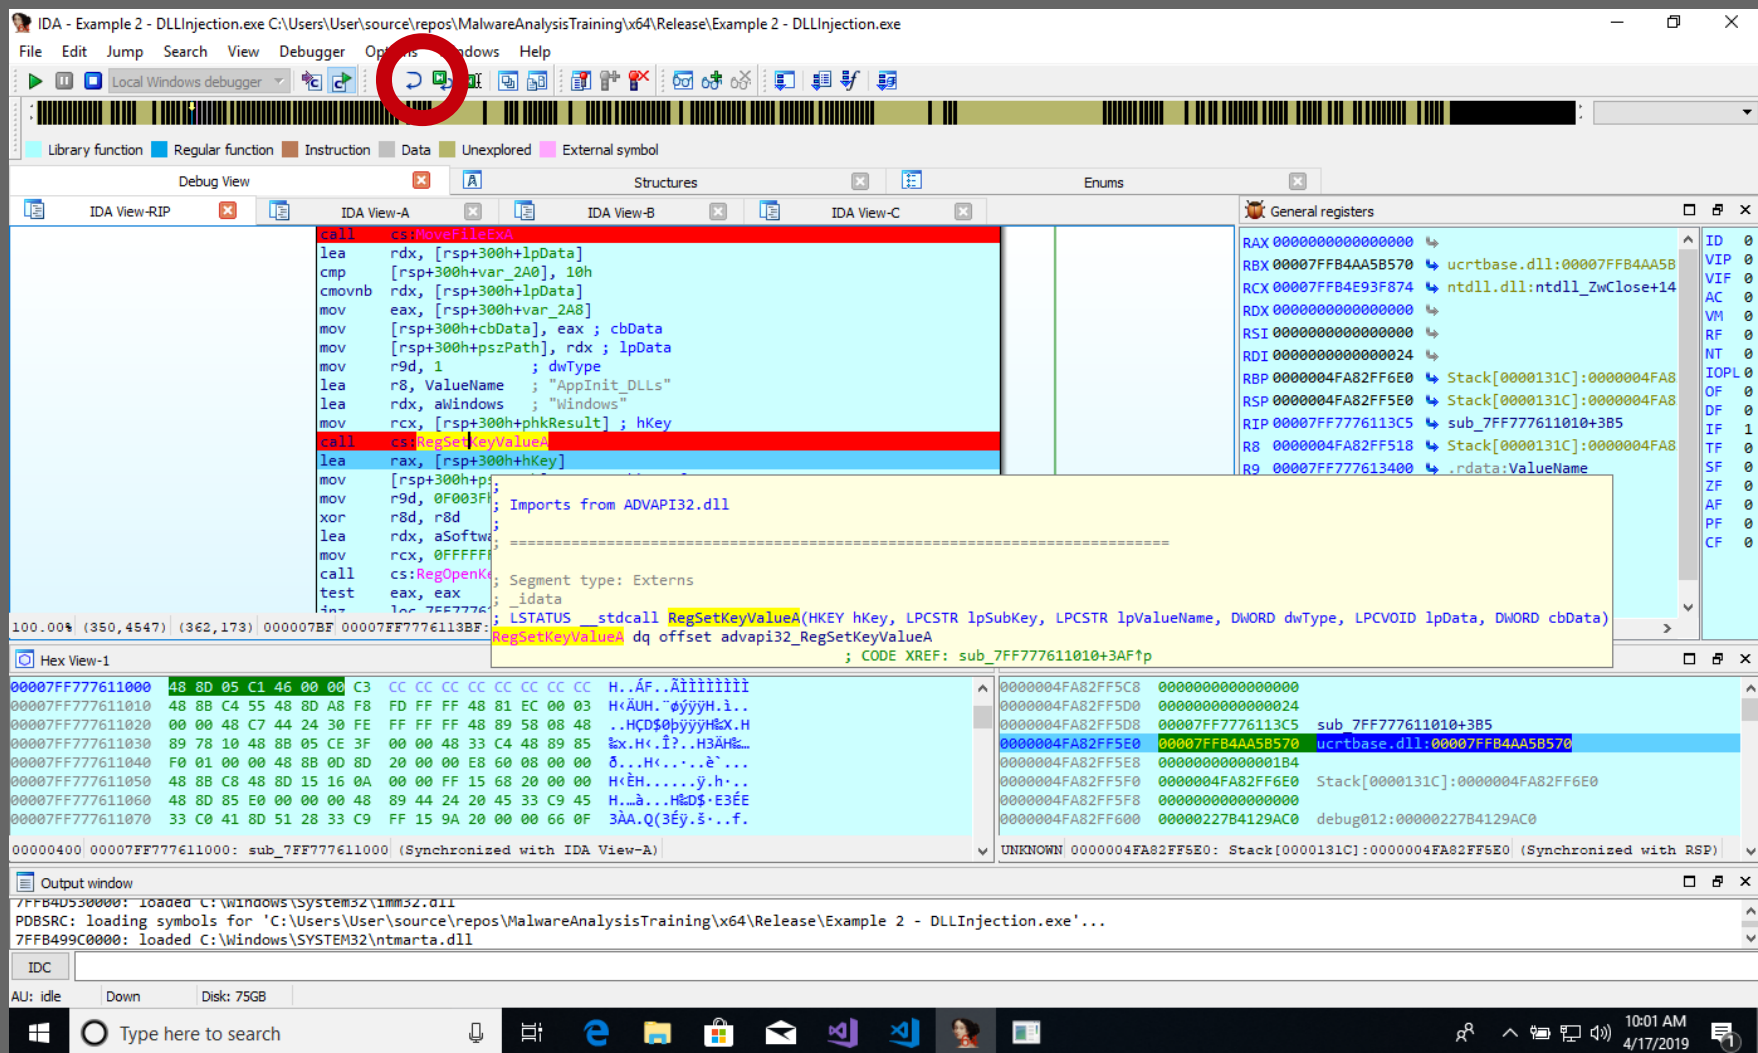 IDA - Example 2 - DLLInjection.exe C:\Users\User\source\repos\MalwareAnalysisTraining\x64\Release\Example 2 - DLLInjection.exe
File Edit Jump Search View Debugger Help
Local Windows debugger
Library function Regular function Instruction Data Unexplored External symbol
Debug View Structures Enums
IDA View-RIP IDA View-A IDA View-B IDA View-C
General registers
call cs:MoveFileExA
lea rdx, [rsp+300h+lpData]
cmp [rsp+300h+var_2A0], 10h
cmovnb rdx, [rsp+300h+lpData]
mov eax, [rsp+300h+var_2A8]
mov [rsp+300h+cbData], eax ; cbData
mov [rsp+300h+pszPath], rdx ; lpData
mov r9d, 1 ; dwType
lea r8, ValueName ; "AppInit_DLLs"
lea rdx, aWindows ; "Windows"
mov rcx, [rsp+300h+phkResult] ; hKey
call cs:RegSetKeyValueA
lea rax, [rsp+300h+hKey]
mov [rsp+300h+ps
mov r9d, 0F003Fh
xor r8d, r8d
lea rdx, aSoftwa
mov rcx, 0FFFFFF
call cs:RegOpenKe
test eax, eax
jnz loc_7FF7776
RAX 0000000000000000
RBX 00007FFB4AA5B570 ucrtbase.dll:00007FFB4AA5B
RCX 00007FFB4E93F874 ntdll.dll:ntdll_ZwClose+14
RDX 0000000000000000
RSI 0000000000000000
RDI 0000000000000024
RBP 0000004FA82FF6E0 Stack[0000131C]:0000004FA8
RSP 0000004FA82FF5E0 Stack[0000131C]:0000004FA8
RIP 00007FF7776113C5 sub_7FF777611010+3B5
R8 0000004FA82FF518 Stack[0000131C]:0000004FA8
R9 00007FF777613400 .rdata:ValueName
ID 0
VIP 0
VIF 0
AC 0
VM 0
RF 0
NT 0
IOPL 0
OF 0
DF 0
IF 1
TF 0
SF 0
ZF 0
AF 0
PF 0
CF 0
;
; Imports from ADVAPI32.dll
;
; ===========================================================================
; Segment type: Externs
; _idata
; LSTATUS __stdcall RegSetKeyValueA(HKEY hKey, LPCSTR lpSubKey, LPCSTR lpValueName, DWORD dwType, LPCVOID lpData, DWORD cbData)
RegSetKeyValueA dq offset advapi32_RegSetKeyValueA
; CODE XREF: sub_7FF777611010+3AF↑p
100.00% (350,4547) (362,173) 000007BF 00007FF7776113BF:
Hex View-1
00007FF777611000 48 8D 05 C1 46 00 00 C3 CC CC CC CC CC CC CC CC H..ÁF..ÃÌÌÌÌÌÌÌÌ
00007FF777611010 48 8B C4 55 48 8D A8 F8 FD FF FF 48 81 EC 00 03 H‹ÄUH.¨øýÿÿH.ì..
00007FF777611020 00 00 48 C7 44 24 30 FE FF FF FF 48 89 58 08 48 ..HÇD$0þÿÿÿH‰X.H
00007FF777611030 89 78 10 48 8B 05 CE 3F 00 00 48 33 C4 48 89 85 ‰x.H‹.Î?..H3ÄH‰…
00007FF777611040 F0 01 00 00 48 8B 0D 8D 20 00 00 E8 60 08 00 00 ð...H‹..·..è`...
00007FF777611050 48 8B C8 48 8D 15 16 0A 00 00 FF 15 68 20 00 00 H‹ÈH......ÿ.h·..
00007FF777611060 48 8D 85 E0 00 00 00 48 89 44 24 20 45 33 C9 45 H.…à...H‰D$·E3ÉE
00007FF777611070 33 C0 41 8D 51 28 33 C9 FF 15 9A 20 00 00 66 0F 3ÀA.Q(3Éÿ.š·..f.
00000400 00007FF777611000: sub_7FF777611000 (Synchronized with IDA View-A)
0000004FA82FF5C8 0000000000000000
0000004FA82FF5D0 0000000000000024
0000004FA82FF5D8 00007FF7776113C5 sub_7FF777611010+3B5
0000004FA82FF5E0 00007FFB4AA5B570 ucrtbase.dll:00007FFB4AA5B570
0000004FA82FF5E8 00000000000001B4
0000004FA82FF5F0 0000004FA82FF6E0 Stack[0000131C]:0000004FA82FF6E0
0000004FA82FF5F8 0000000000000000
0000004FA82FF600 00000227B4129AC0 debug012:00000227B4129AC0
UNKNOWN 0000004FA82FF5E0: Stack[0000131C]:0000004FA82FF5E0 (Synchronized with RSP)
Output window
7FFB4D530000: loaded C:\Windows\System32\imm32.dll
PDBSRC: loading symbols for 'C:\Users\User\source\repos\MalwareAnalysisTraining\x64\Release\Example 2 - DLLInjection.exe'...
7FFB499C0000: loaded C:\Windows\SYSTEM32\ntmarta.dll
IDC
AU: idle Down Disk: 75GB
Type here to search
10:01 AM
4/17/2019
1